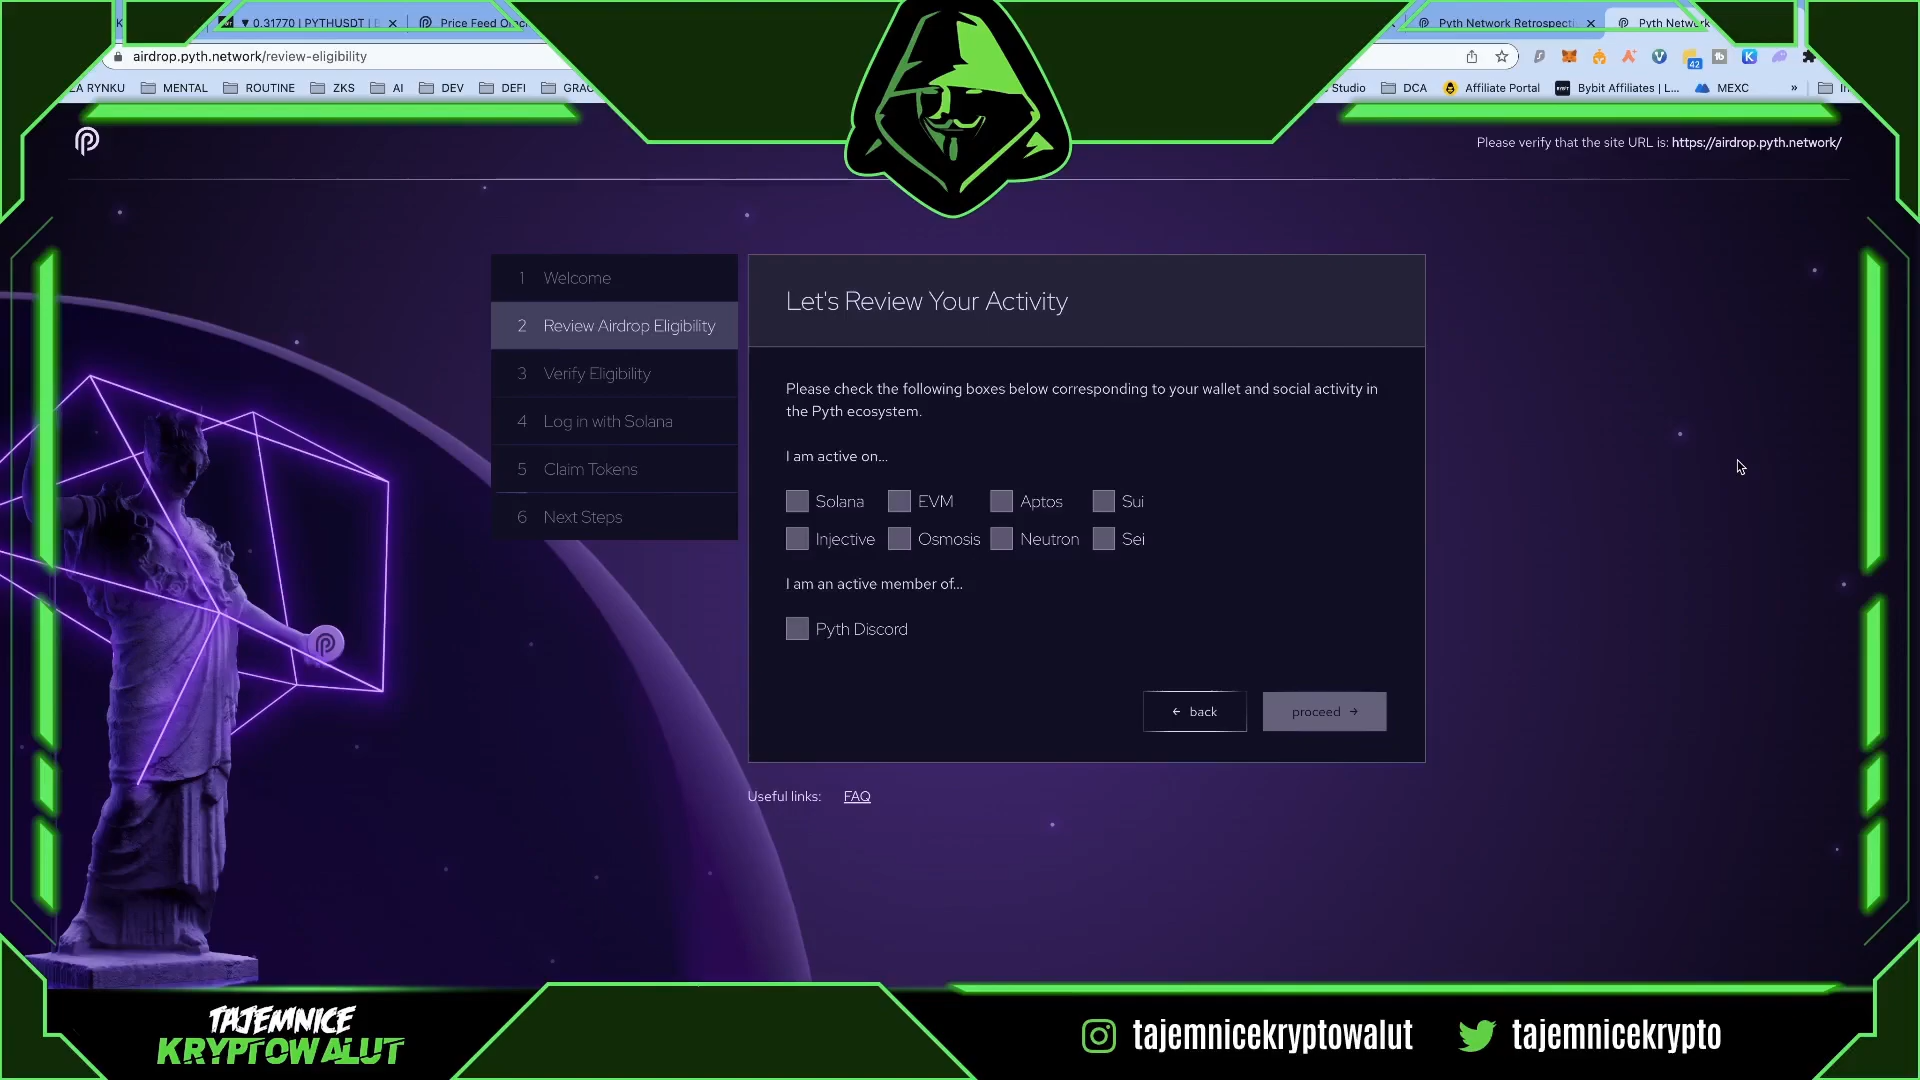 ▼ 0.31770 | PYTHUSDT |
Price Feed
Pyth Network Retrospecti
Pyth Network
airdrop.pyth.network/review-eligibility
42
RYNKU
MENTAL
ROUTINE
ZKS
AI
DEV
DEFI
Studio
DCA
Affiliate Portal
Bybit Affiliates | L...
MEXC
»
Please verify that the site URL is: https://airdrop.pyth.network/
1 Welcome
2 Review Airdrop Eligibility
3 Verify Eligibility
4 Log in with Solana
5 Claim Tokens
6 Next Steps
Let's Review Your Activity
Please check the following boxes below corresponding to your wallet and social activity in
the Pyth ecosystem.
I am active on...
Solana EVM Aptos Sui
Injective Osmosis Neutron Sei
I am an active member of...
Pyth Discord
← back
proceed →
Useful links: FAQ
TAJEMNICE
KRYPTOWALUT
tajemnicekryptowalut
tajemnicekrypto